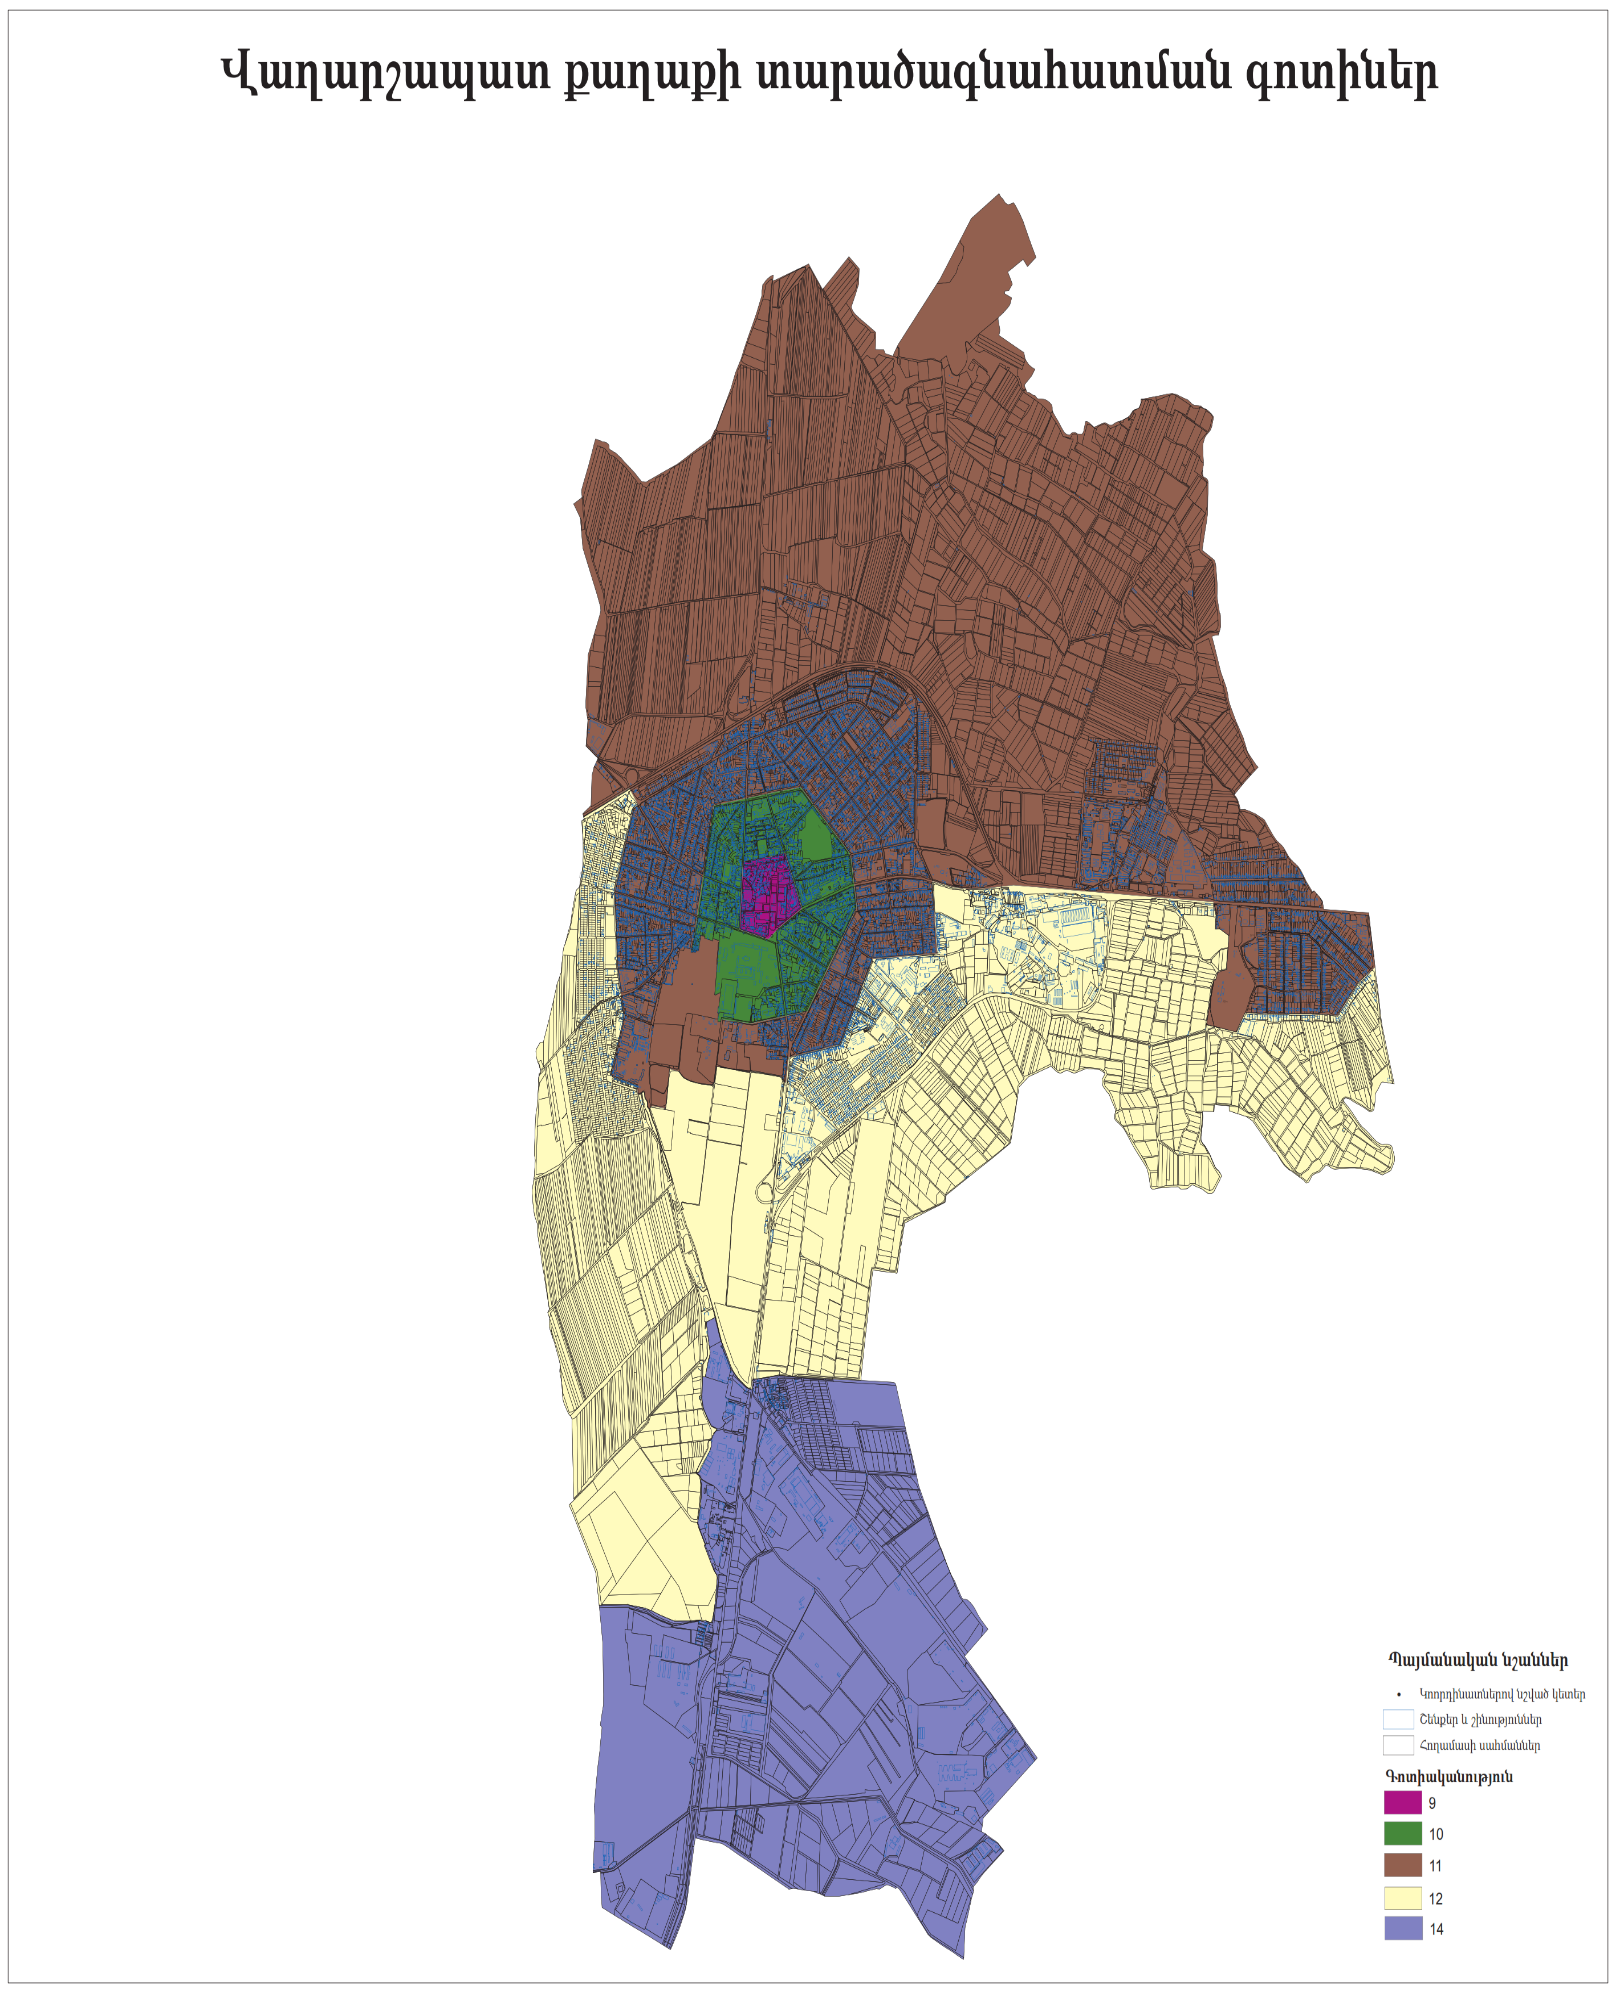 Վաղարշապատ քաղաքի տարածագնահատման գոտիներ
Պայմանական նշաններ
Կոորդինատներով նշված կետեր
Շենքեր և շինություններ
Հողամասի սահմաններ
Գոտիականություն
9
10
11
12
14